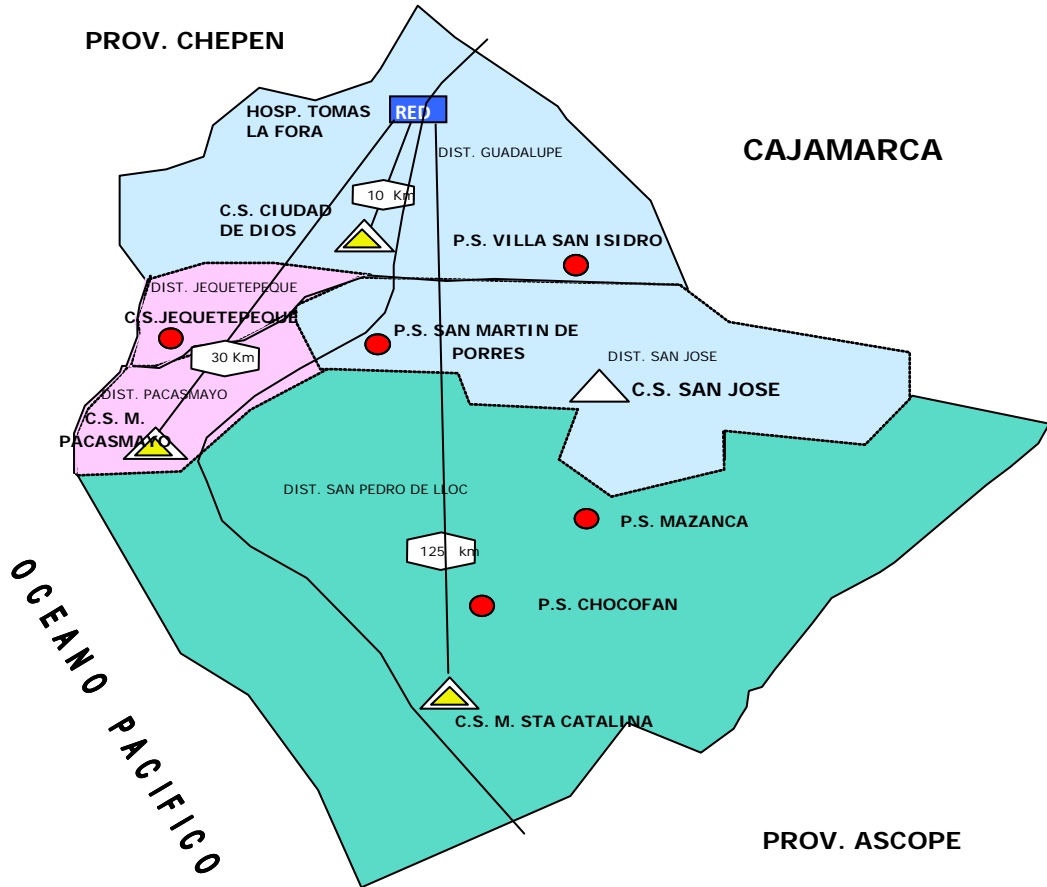 PROV. CHEPEN
HOSP. TOMAS
LA FORA
RED
DIST. GUADALUPE
CAJAMARCA
10 Km
C.S. CIUDAD
DE DIOS
P.S. VILLA SAN ISIDRO
DIST. JEQUETEPEQUE
C.S.JEQUETEPEQUE
P.S. SAN MARTIN DE
PORRES
30 Km
DIST. SAN JOSE
C.S. SAN JOSE
DIST. PACASMAYO
C.S. M.
PACASMAYO
DIST. SAN PEDRO DE LLOC
P.S. MAZANCA
125 km
P.S. CHOCOFAN
C.S. M. STA CATALINA
OCEANO PACIFICO
PROV. ASCOPE